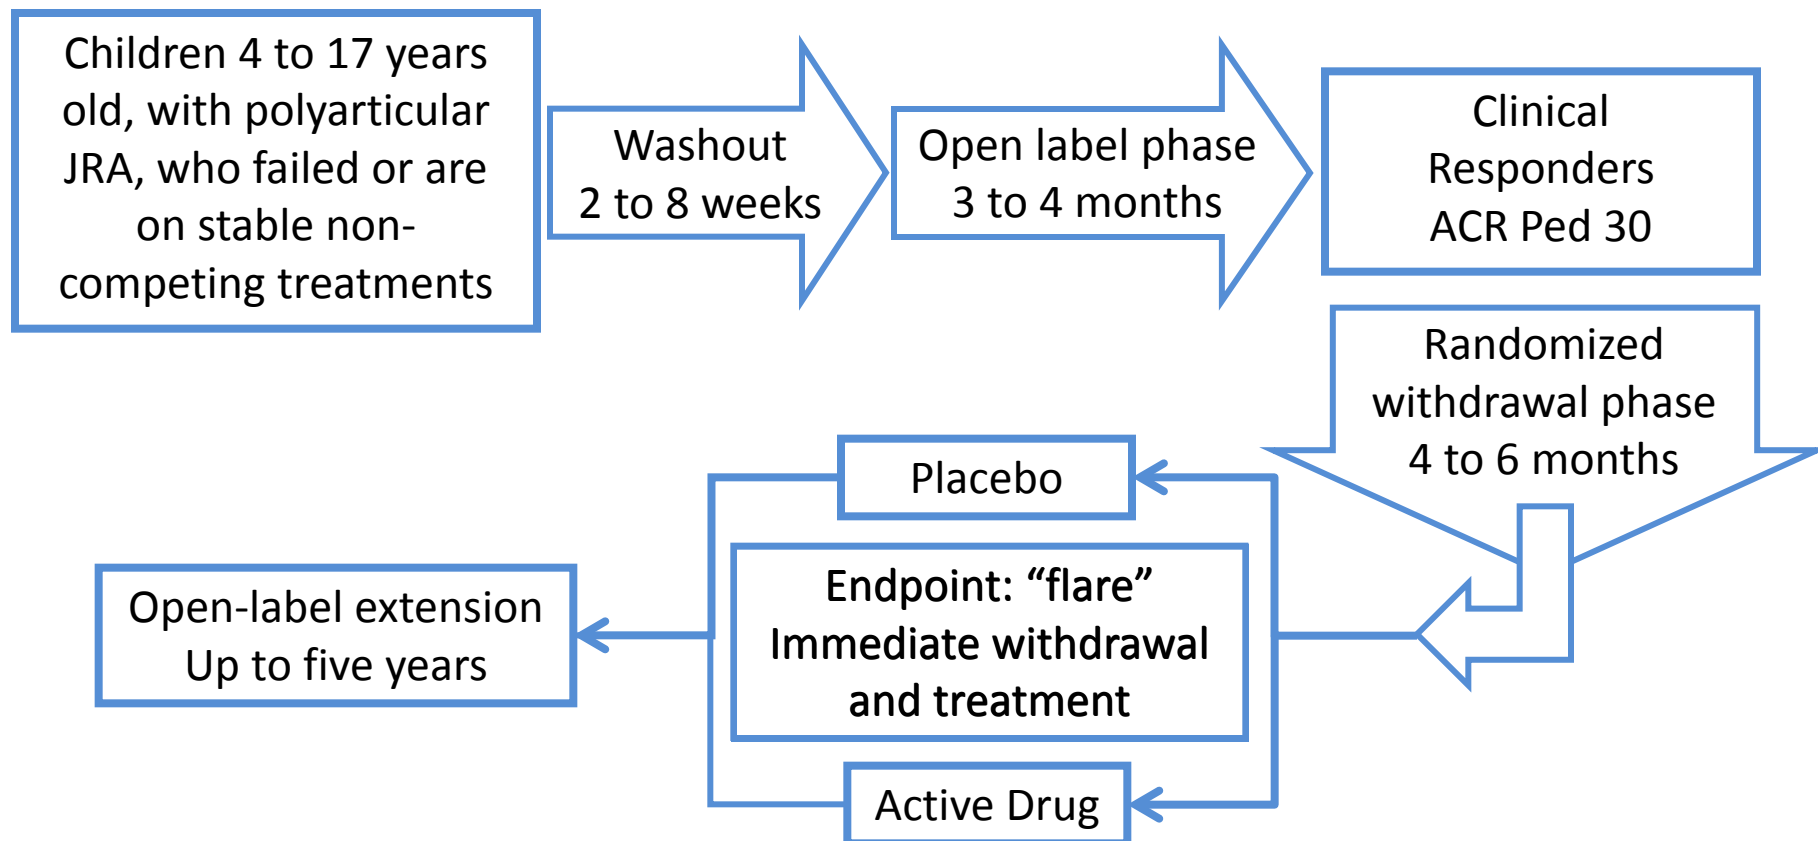 Children 4 to 17 years
old, with polyarticular
JRA, who failed or are
on stable non-
competing treatments
Washout
2 to 8 weeks
Open label phase
3 to 4 months
Clinical
Responders
ACR Ped 30
Randomized
withdrawal phase
4 to 6 months
Placebo
Endpoint: “flare”
Immediate withdrawal
and treatment
Active Drug
Open-label extension
Up to five years